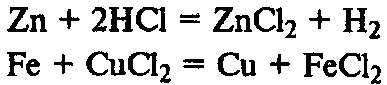 Zn + 2HCl = ZnCl₂ + H₂
Fe + CuCl₂ = Cu + FeCl₂